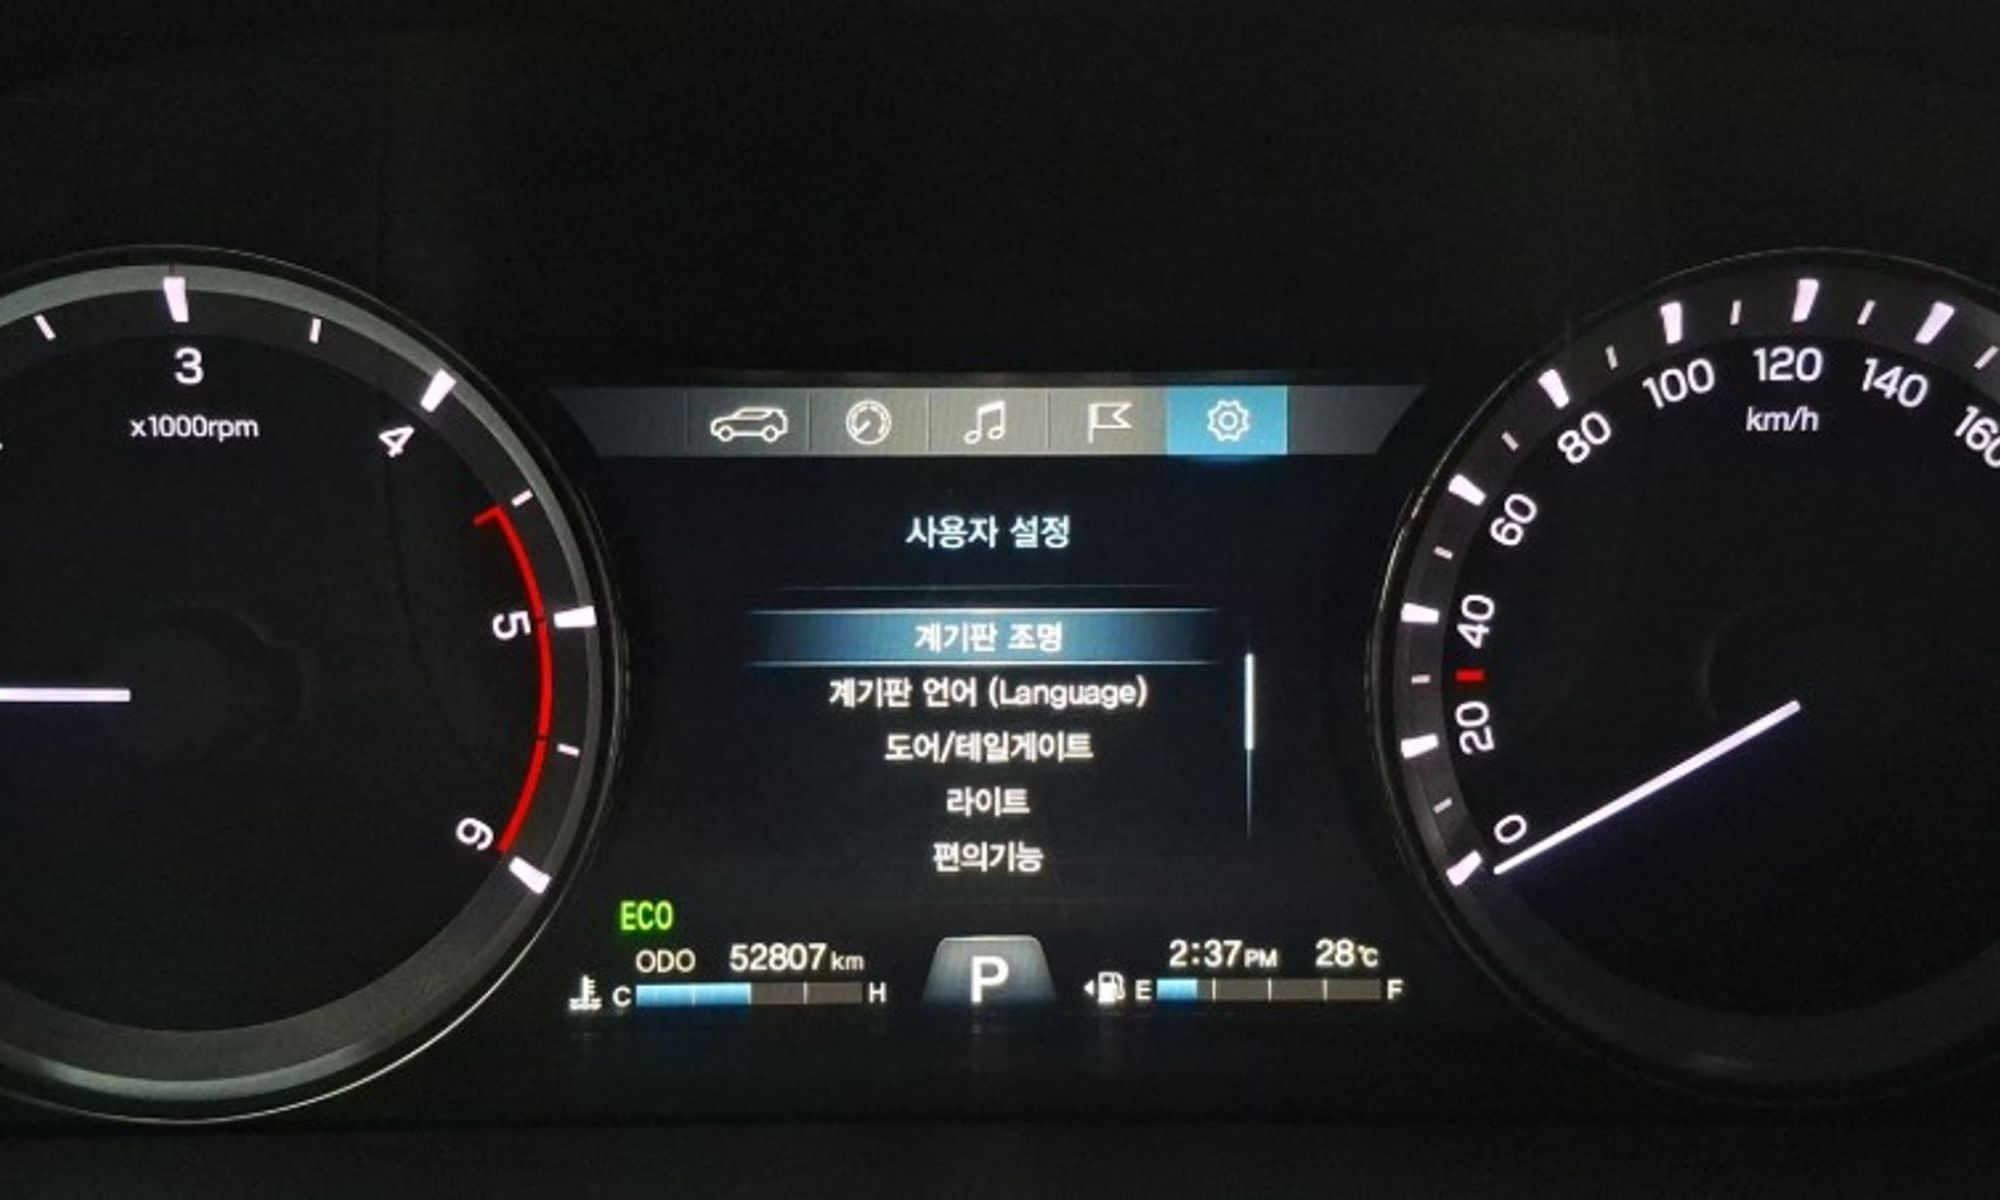 3
x1000rpm
4
5
6
사용자 설정
계기판 조명
계기판 언어 (Language)
도어/테일게이트
라이트
편의기능
ECO
ODO 52807 km
C H
P
2:37 PM 28℃
E F
0
20
40
60
80
100
120
140
160
km/h